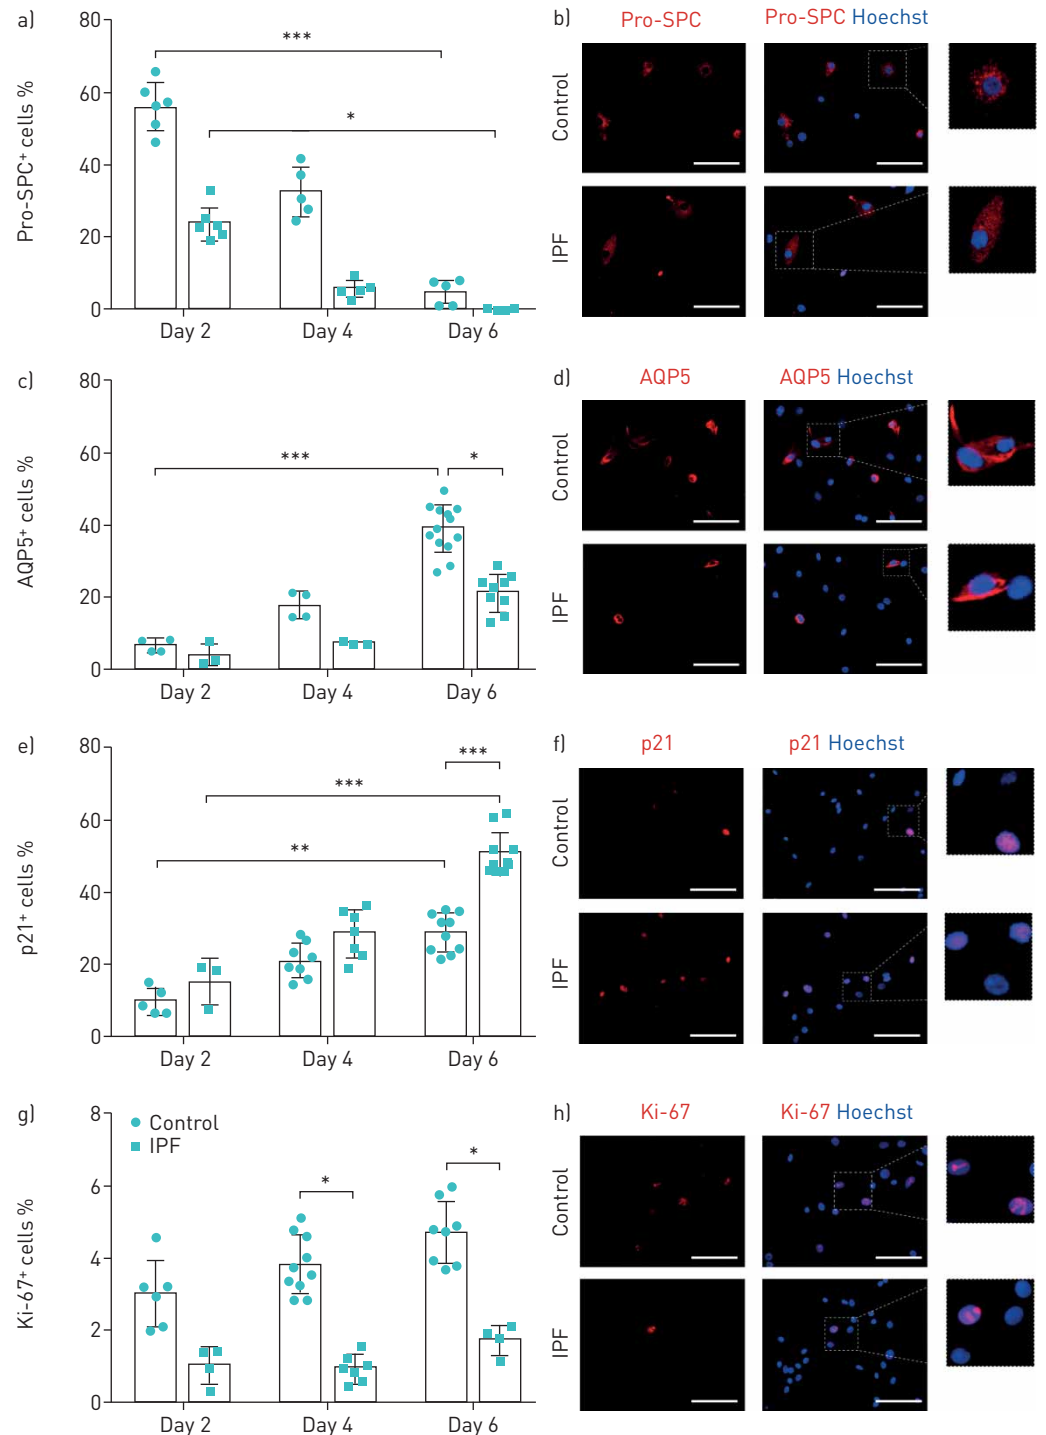 a)
Pro-SPC+ cells %
80
60
40
20
0
***
*
Day 2 Day 4 Day 6
b)
Pro-SPC Pro-SPC Hoechst
Control
IPF
c)
AQP5+ cells %
80
60
40
20
0
*** *
Day 2 Day 4 Day 6
d)
AQP5 AQP5 Hoechst
Control
IPF
e)
p21+ cells %
80
60
40
20
0
***
***
**
Day 2 Day 4 Day 6
f)
p21 p21 Hoechst
Control
IPF
g)
Ki-67+ cells %
8
6
4
2
0
Control
IPF
*
*
Day 2 Day 4 Day 6
h)
Ki-67 Ki-67 Hoechst
Control
IPF